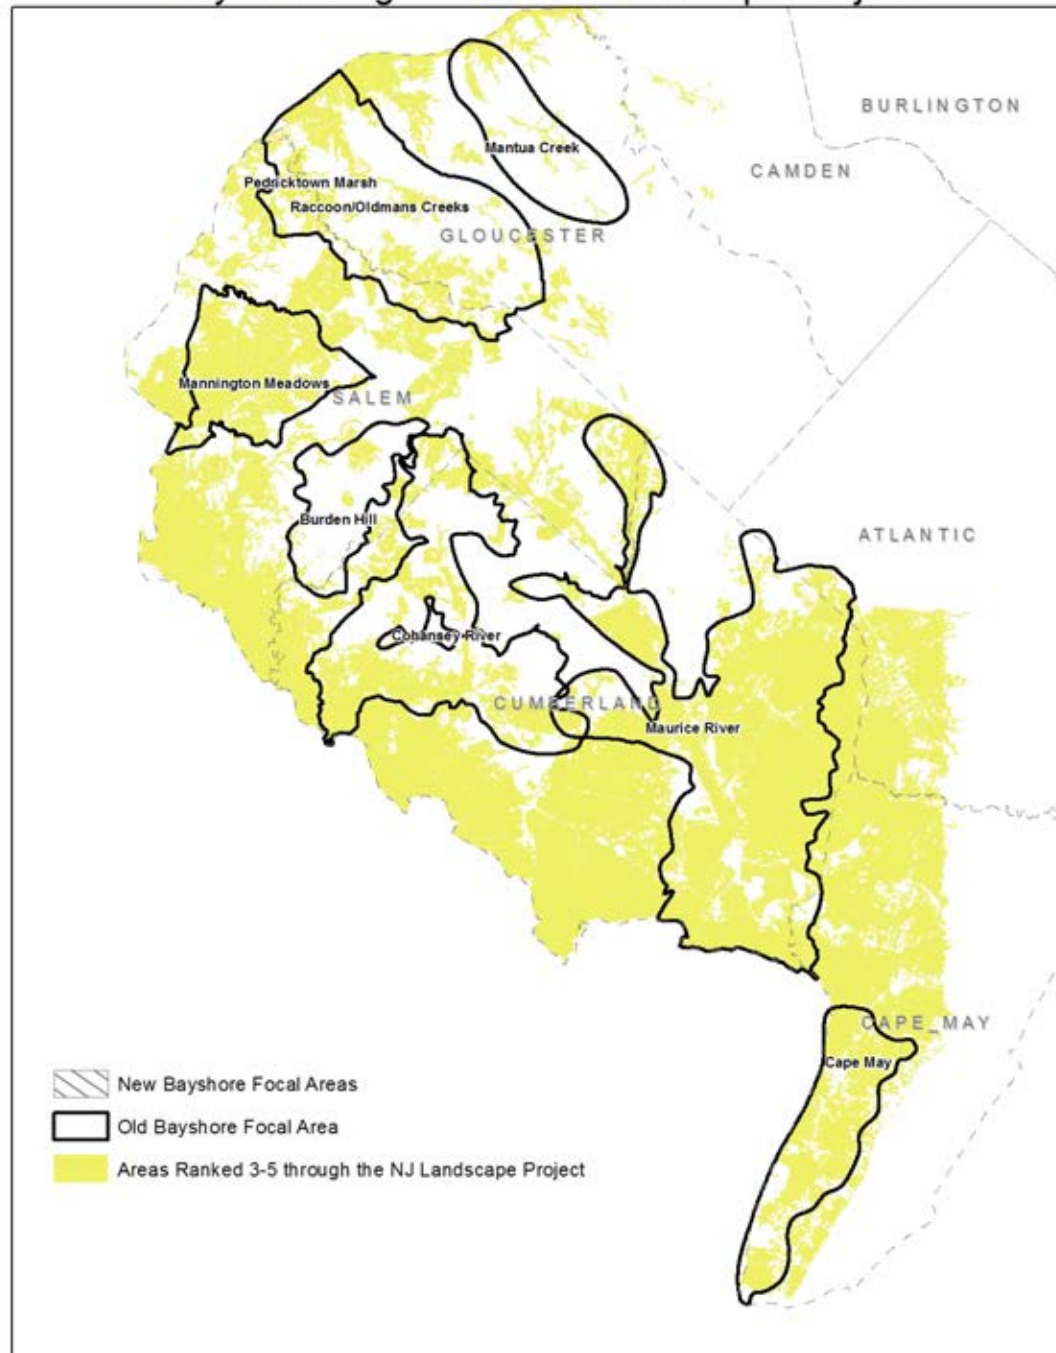 BURLINGTON
Mantua Creek
CAMDEN
Pedricktown Marsh
Raccoon/Oldmans Creeks
GLOUCESTER
Mannington Meadows
SALEM
Burden Hill
ATLANTIC
Cohansey River
CUMBERLAND
Maurice River
CAPE_MAY
Cape May
New Bayshore Focal Areas
Old Bayshore Focal Area
Areas Ranked 3-5 through the NJ Landscape Project